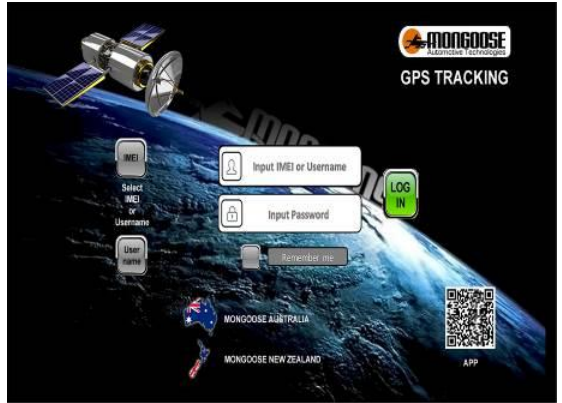 MONGOOSE
Automotive Technologies
GPS TRACKING
IMEI
Select
IMEI
or
Username
User
name
Input IMEI or Username
Input Password
Remember me
LOG
IN
MONGOOSE AUSTRALIA
MONGOOSE NEW ZEALAND
APP